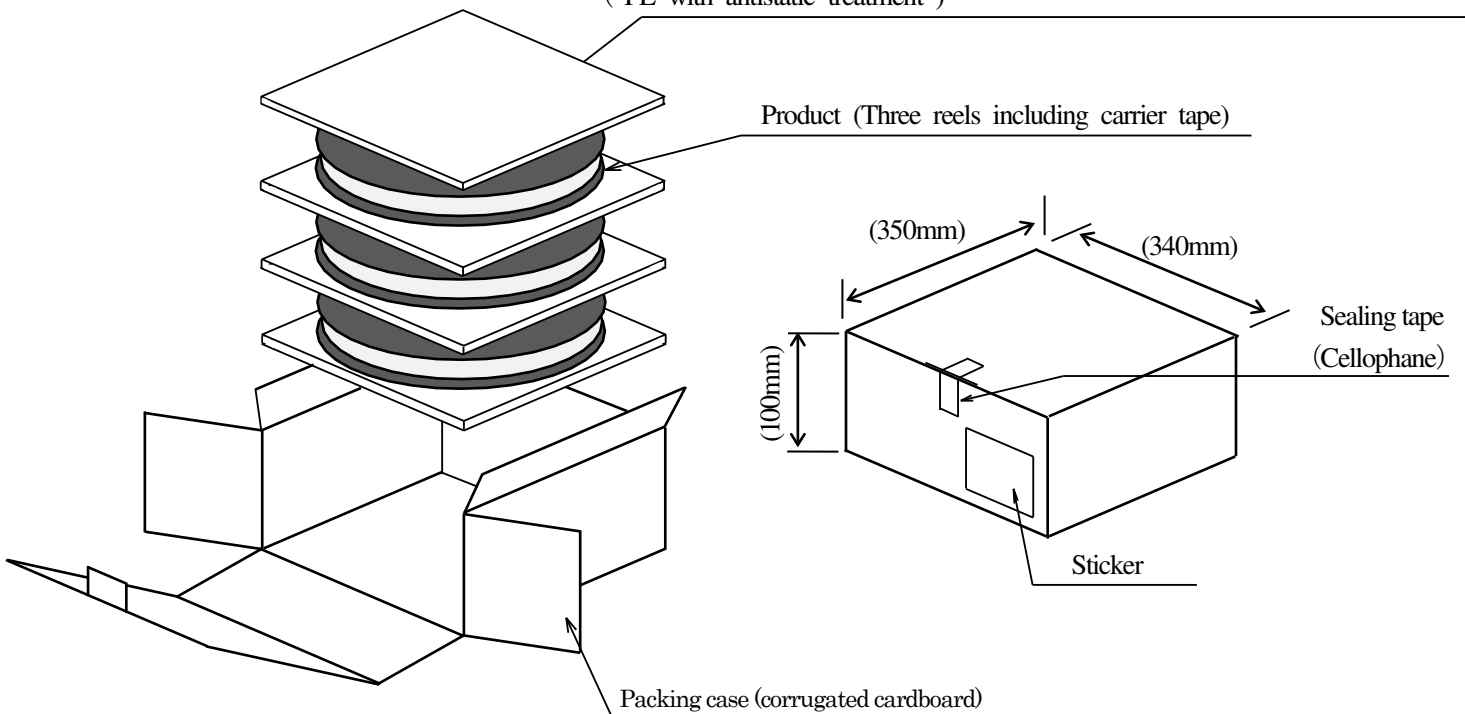 ( PE with antistatic treatment )
Product (Three reels including carrier tape)
(350mm)
(340mm)
Sealing tape
(Cellophane)
(100mm)
Sticker
Packing case (corrugated cardboard)